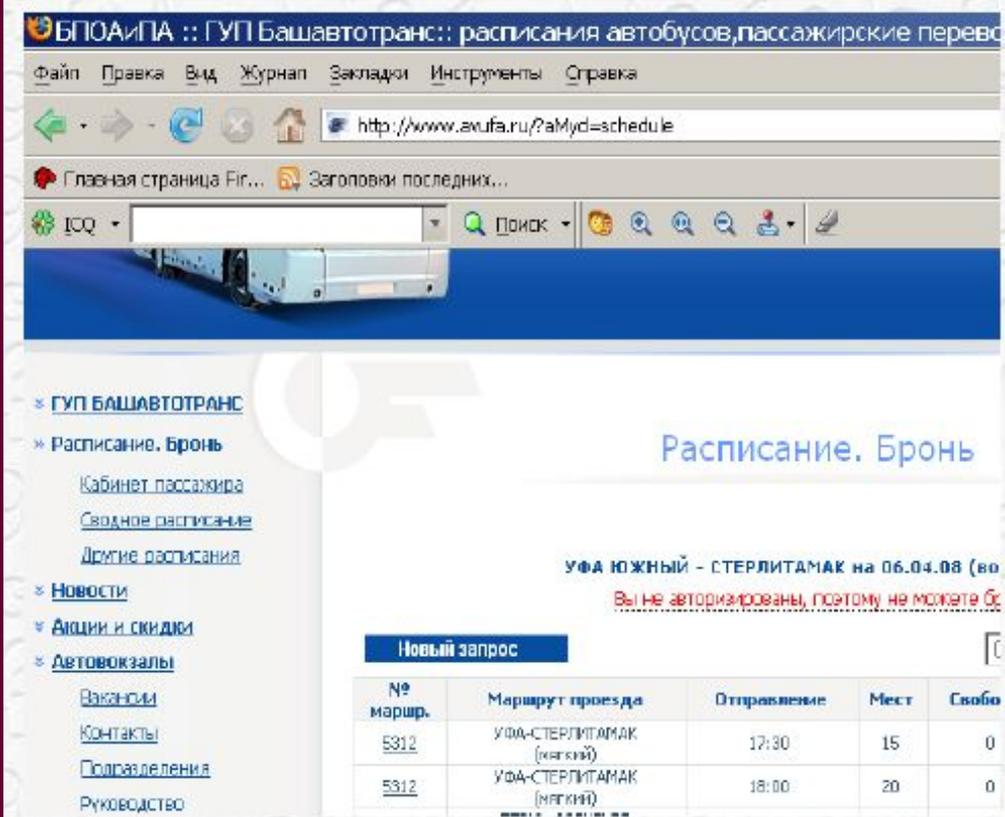 БПОАиПА :: ГУП Башавтотранс:: расписания автобусов,пассажирские перево
Файл Правка Вид Журнал Закладки Инструменты Справка
http://www.avufa.ru/?aMyd=schedule
Главная страница Fir... Заголовки последних...
ICQ Поиск
ГУП БАШАВТОТРАНС
Расписание. Бронь
Кабинет пассажира
Сводное расписание
Другие расписания
Новости
Акции и скидки
Автовокзалы
Вакансии
Контакты
Подразделения
Руководство
Расписание. Бронь
УФА ЮЖНЫЙ - СТЕРЛИТАМАК на 06.04.08 (во
Вы не авторизированы, поэтому не можете бр
Новый запрос
№ маршр. Маршрут проезда Отправление Мест Свобо
5312 УФА-СТЕРЛИТАМАК (мягкий) 17:30 15 0
5312 УФА-СТЕРЛИТАМАК (мягкий) 18:00 20 0